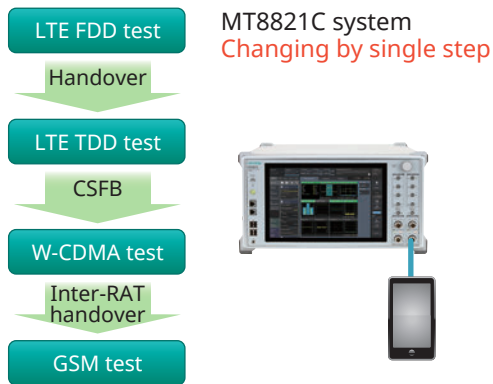 LTE FDD test
Handover
LTE TDD test
CSFB
W-CDMA test
Inter-RAT
handover
GSM test
MT8821C system
Changing by single step